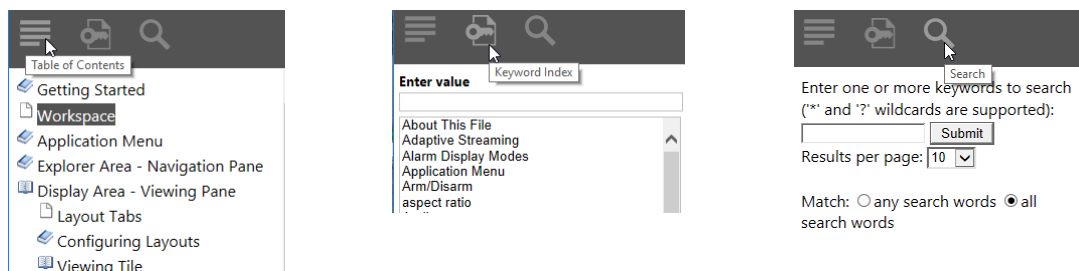 Table of Contents
Getting Started
Workspace
Application Menu
Explorer Area - Navigation Pane
Display Area - Viewing Pane
Layout Tabs
Configuring Layouts
Viewing Tile
Keyword Index
Enter value
About This File
Adaptive Streaming
Alarm Display Modes
Application Menu
Arm/Disarm
aspect ratio
Search
Enter one or more keywords to search
('*' and '?' wildcards are supported):
Submit
Results per page: 10
Match: any search words all
search words